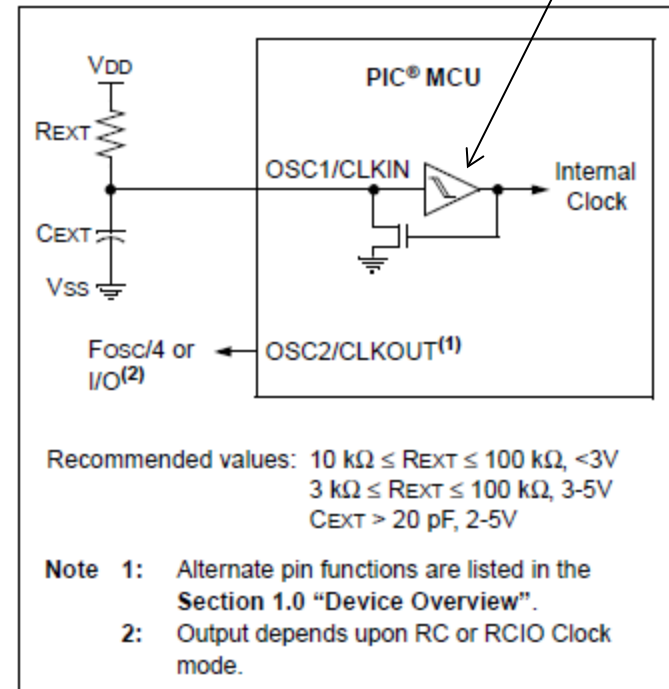 VDD
PIC® MCU
REXT
OSC1/CLKIN
Internal
Clock
CEXT
VSS
FOSC/4 or
I/O(2)
OSC2/CLKOUT(1)
Recommended values: 10 kΩ ≤ REXT ≤ 100 kΩ, <3V
3 kΩ ≤ REXT ≤ 100 kΩ, 3-5V
CEXT > 20 pF, 2-5V
Note 1: Alternate pin functions are listed in the
Section 1.0 “Device Overview”.
2: Output depends upon RC or RCIO Clock
mode.